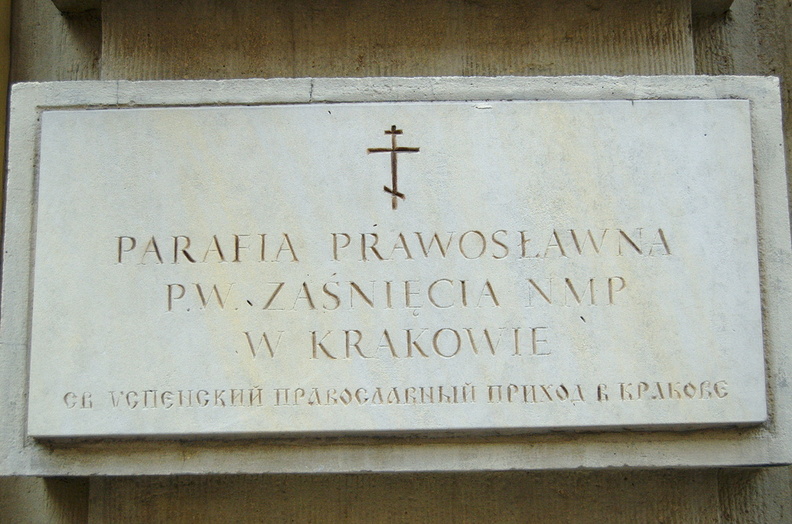 PARAFIA PRAWOSŁAWNA
P.W. ZAŚNIĘCIA NMP
W KRAKOWIE
СВ УСПЕНСКИЙ ПРАВОСЛАВНЫЙ ПРИХОД В КРАКОВЕ